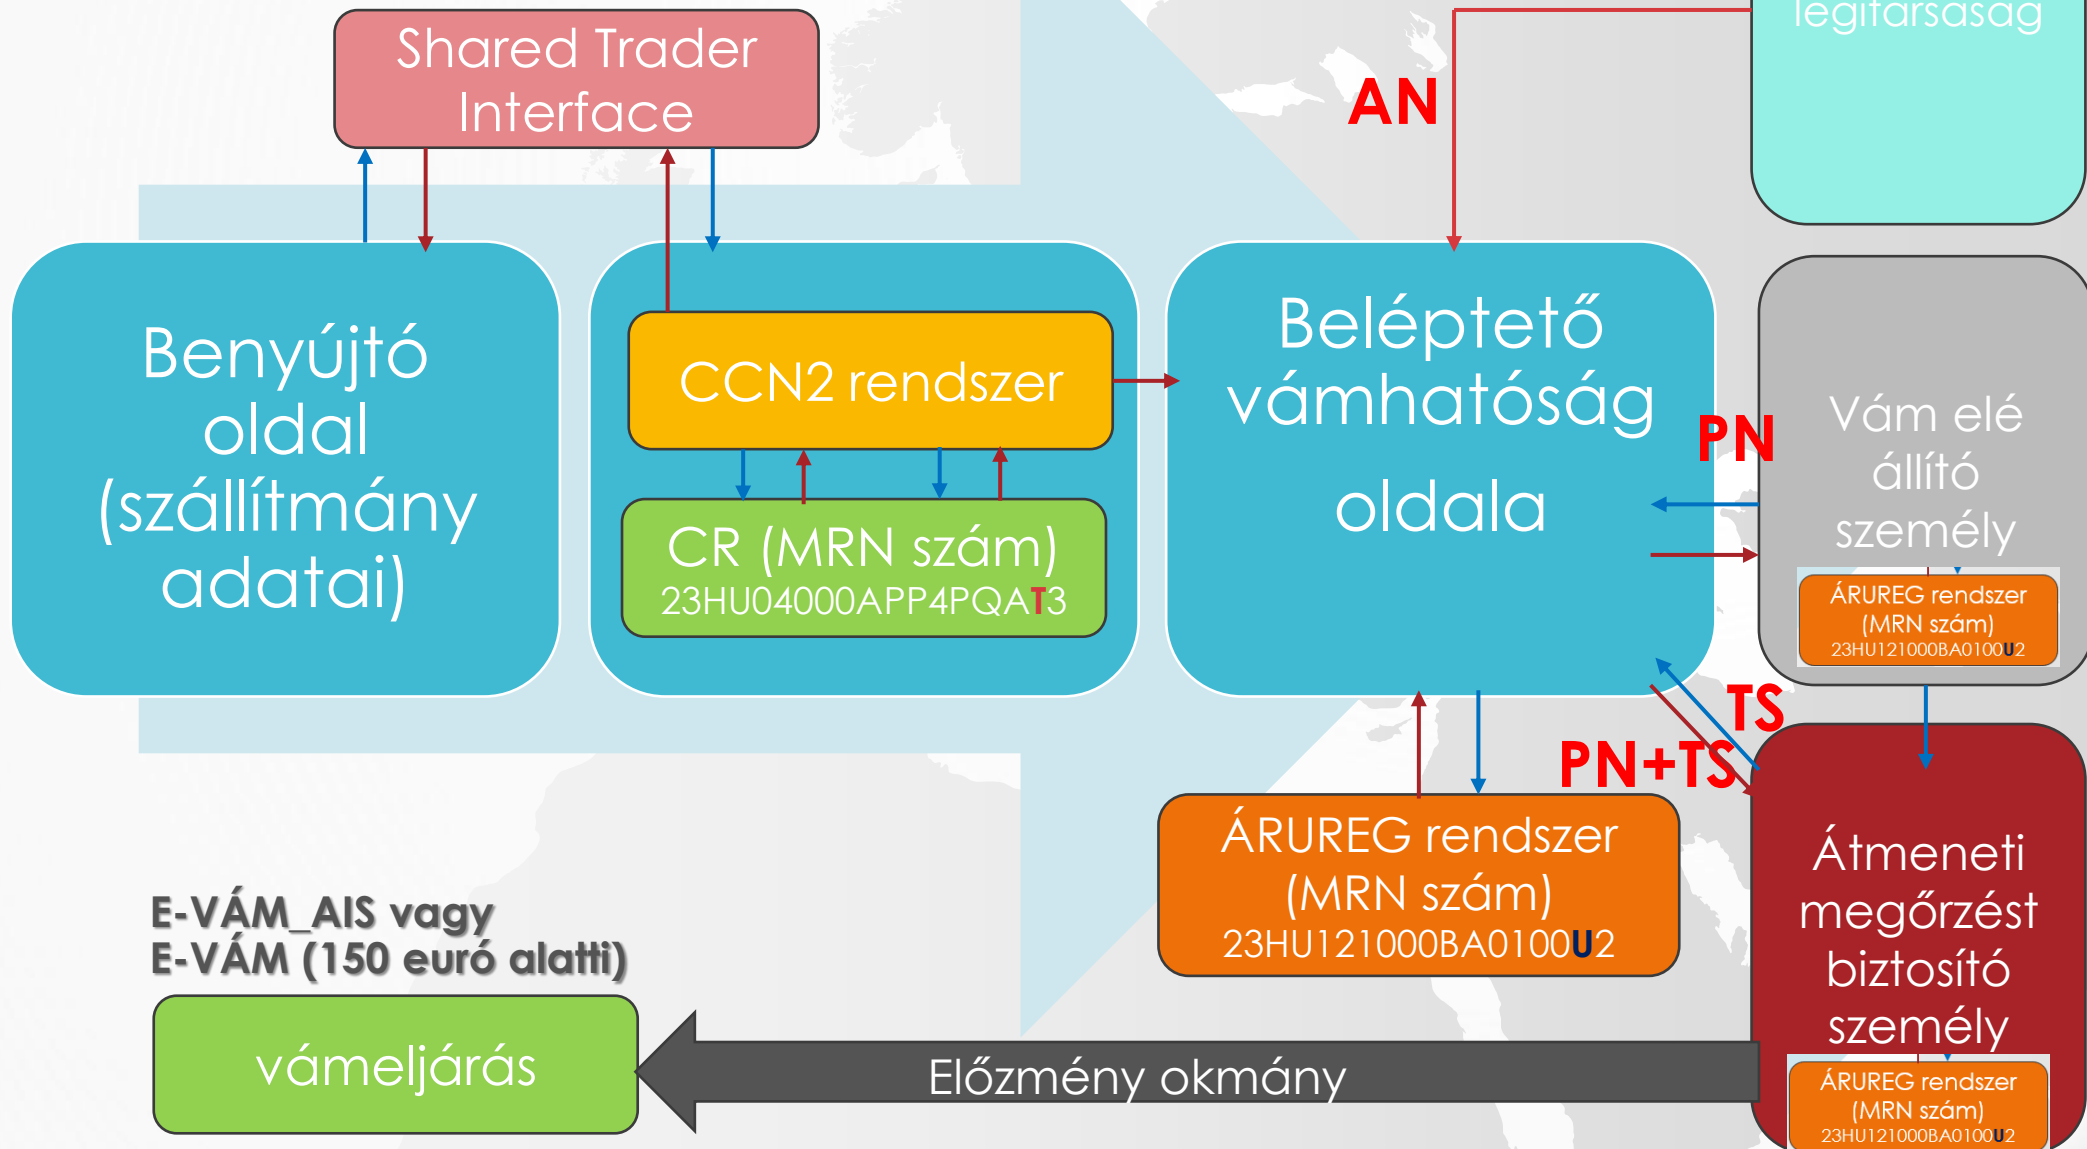 Shared Trader
Interface
légitársaság
AN
Benyújtó
oldal
(szállítmány
adatai)
CCN2 rendszer
CR (MRN szám)
23HU04000APP4PQAT3
Beléptető
vámhatóság
oldala
PN
Vám elé
állító
személy
ÁRUREG rendszer
(MRN szám)
23HU121000BA0100U2
TS
PN+TS
ÁRUREG rendszer
(MRN szám)
23HU121000BA0100U2
Átmeneti
megőrzést
biztosító
személy
ÁRUREG rendszer
(MRN szám)
23HU121000BA0100U2
E-VÁM_AIS vagy
E-VÁM (150 euró alatti)
vámeljárás
Előzmény okmány